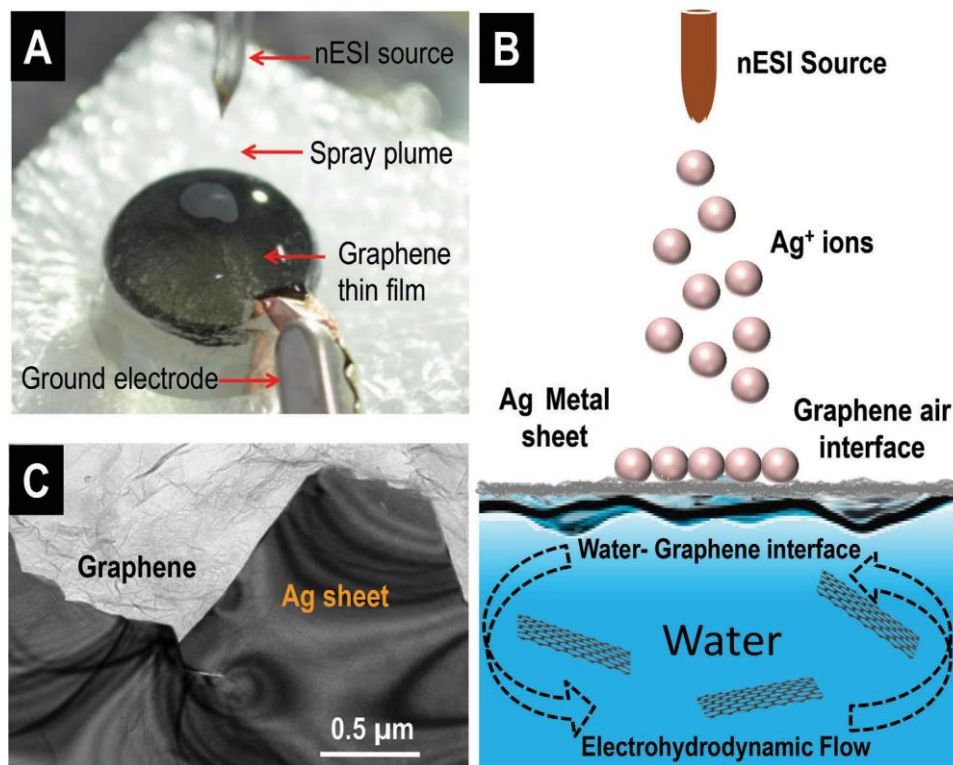 A
nESI source
Spray plume
Graphene
thin film
Ground electrode
B
nESI Source
Ag⁺ ions
Ag Metal
sheet
Graphene air
interface
Water- Graphene interface
Water
Electrohydrodynamic Flow
C
Graphene
Ag sheet
0.5 µm